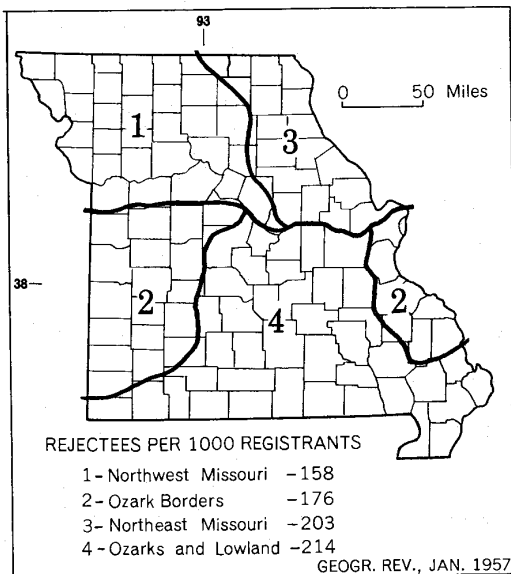 93
0 50 Miles
1
3
38
2
2
4
REJECTEES PER 1000 REGISTRANTS
1- Northwest Missouri -158
2- Ozark Borders -176
3- Northeast Missouri -203
4- Ozarks and Lowland -214
GEOGR. REV., JAN. 1957